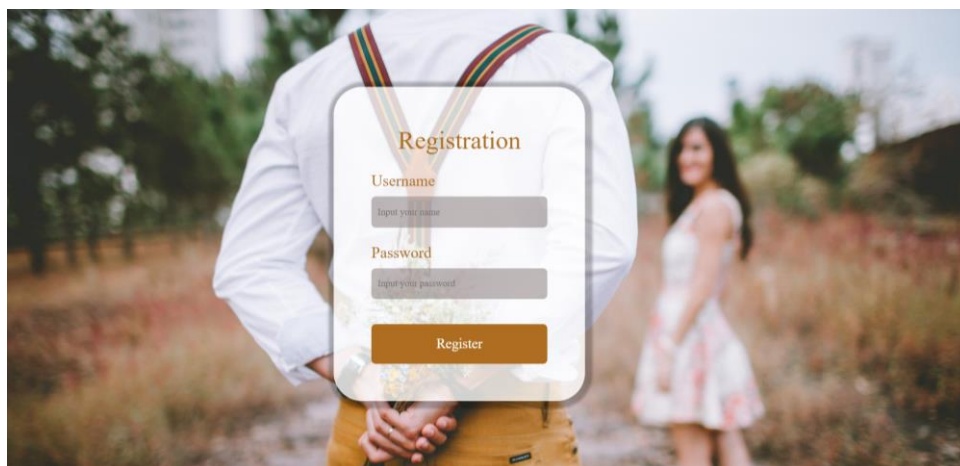 Registration
Username
Input your name
Password
Input your password
Register